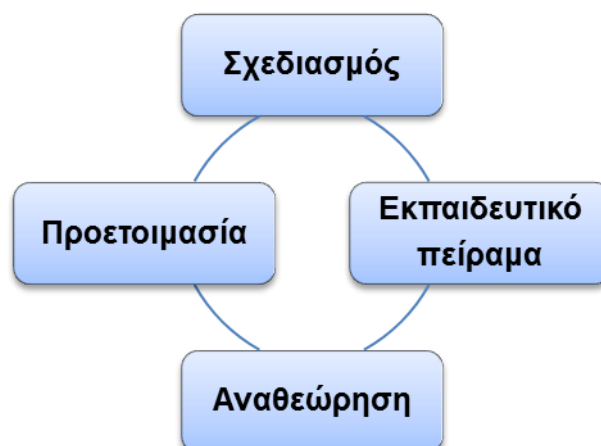 Σχεδιασμός
Προετοιμασία
Εκπαιδευτικό
πείραμα
Αναθεώρηση